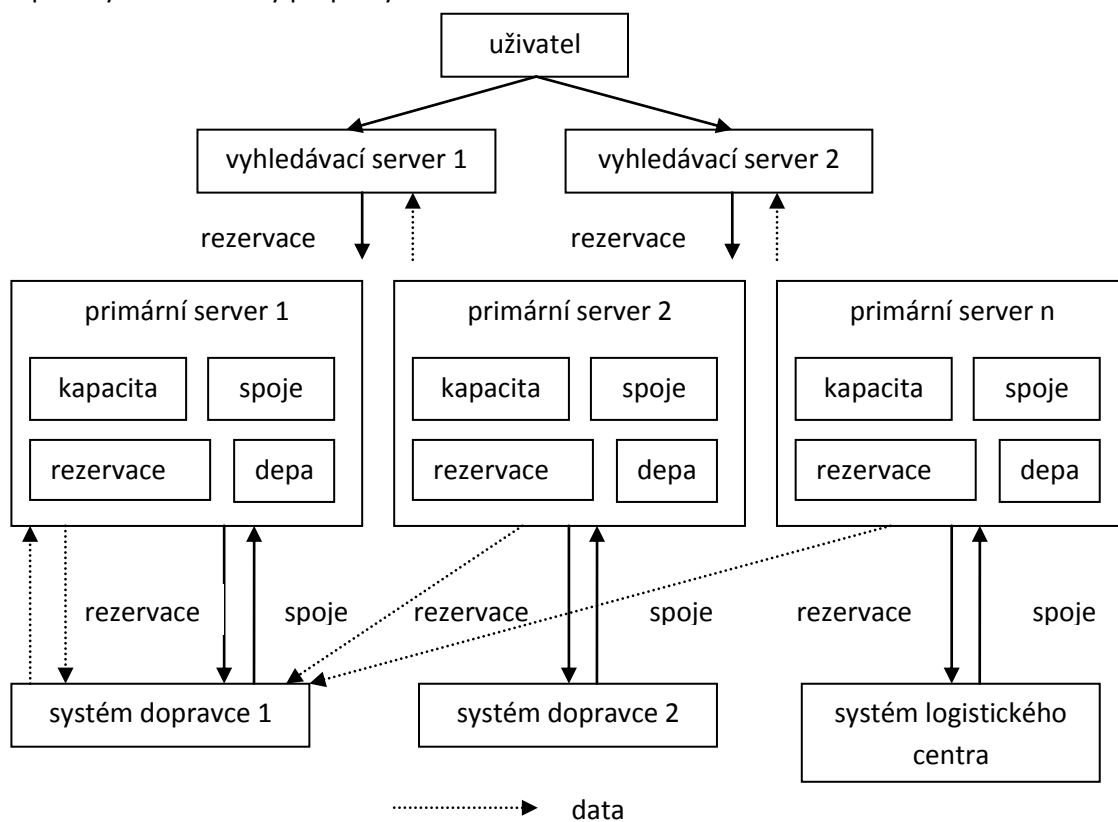 uživatel
vyhledávací server 1
vyhledávací server 2
rezervace
rezervace
primární server 1
primární server 2
primární server n
kapacita
spoje
kapacita
spoje
kapacita
spoje
rezervace
depa
rezervace
depa
rezervace
depa
rezervace
spoje
rezervace
spoje
rezervace
spoje
systém dopravce 1
systém dopravce 2
systém logistického
centra
data